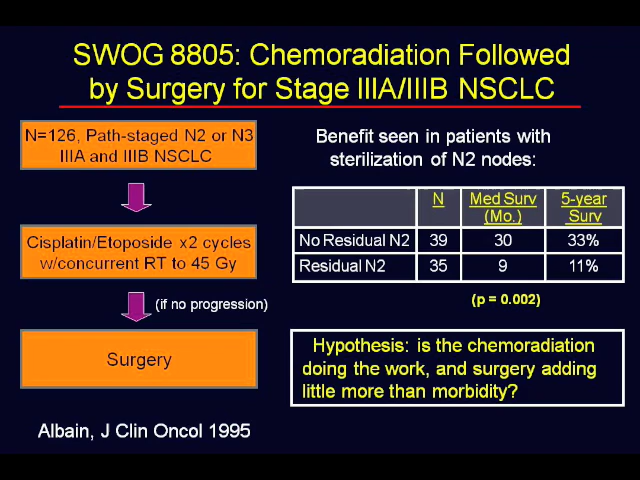 SWOG 8805: Chemoradiation Followed
by Surgery for Stage IIIA/IIIB NSCLC
N=126, Path-staged N2 or N3
IIIA and IIIB NSCLC
Cisplatin/Etoposide x2 cycles
w/concurrent RT to 45 Gy
(if no progression)
Surgery
Albain, J Clin Oncol 1995
Benefit seen in patients with
sterilization of N2 nodes:
N Med Surv (Mo.) 5-year Surv
No Residual N2 39 30 33%
Residual N2 35 9 11%
(p = 0.002)
Hypothesis: is the chemoradiation
doing the work, and surgery adding
little more than morbidity?